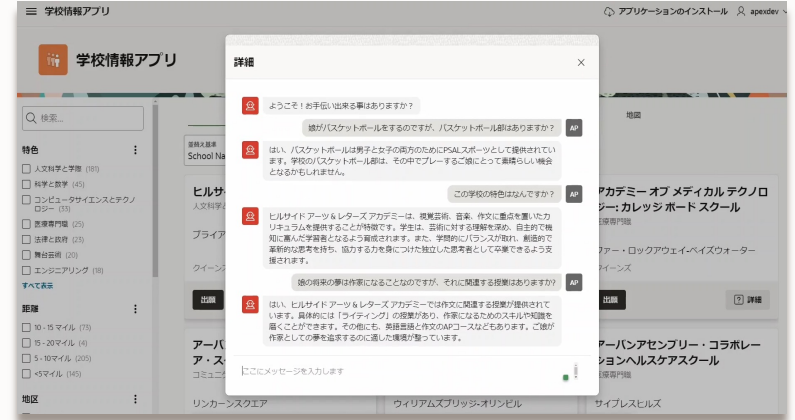 学校情報アプリ
アプリケーションのインストール
apexdev
学校情報アプリ
検索...
特色
人文科学と学際 (181)
科学と数学 (45)
コンピュータサイエンスとテクノ
ロジー (33)
医療専門職 (25)
法律と政府 (23)
舞台芸術 (20)
エンジニアリング (18)
すべて表示
距離
10 - 15 マイル (73)
15 - 20マイル (4)
5 - 10マイル (205)
<5マイル (145)
地区
地図
並替え基準
School Na
ヒルサ
人文科学
ブライア
クイーン
出願
アーバ
ア・ス
コミュニ
リンカーンスクエア
ウィリアムズブリッジ-オリンビル
詳細
ようこそ！お手伝い出来る事はありますか？
娘がバスケットボールをするのですが、バスケットボール部はありますか？
AP
はい、バスケットボールは男子と女子の両方のためにPSALスポーツとして提供されてい
ます。学校のバスケットボール部は、その中でプレーするご娘にとって素晴らしい機会
となるかもしれません。
この学校の特色はなんですか？
AP
ヒルサイド アーツ & レターズ アカデミーは、視覚芸術、音楽、作文に重点を置いたカ
リキュラムを提供することが特徴です。学生は、芸術に対する理解を深め、自主的で機
知に富んだ学習者となるよう育成されます。また、学問的にバランスが取れ、創造的で
革新的な思考を持ち、協力する力を身につけた独立した思考者として卒業できるよう支
援されます。
娘の将来の夢は作家になることなのですが、それに関連する授業はありますか?
AP
はい、ヒルサイド アーツ & レターズ アカデミーでは作文に関連する授業が提供されて
います。具体的には「ライティング」の授業があり、作家になるためのスキルや知識を
磨くことができます。その他にも、英語言語と作文のAPコースなどもあります。ご娘が
作家としての夢を追求するのに適した環境が整っています。
ここにメッセージを入力します
アカデミー オブ メディカル テクノロ
ジー: カレッジ ボード スクール
医療専門職
ファー・ロックアウェイ-ベイズウォーター
クイーンズ
出願
詳細
アーバンアセンブリー・コラボレー
ションヘルスケアスクール
医療専門職
サイプレスヒルズ